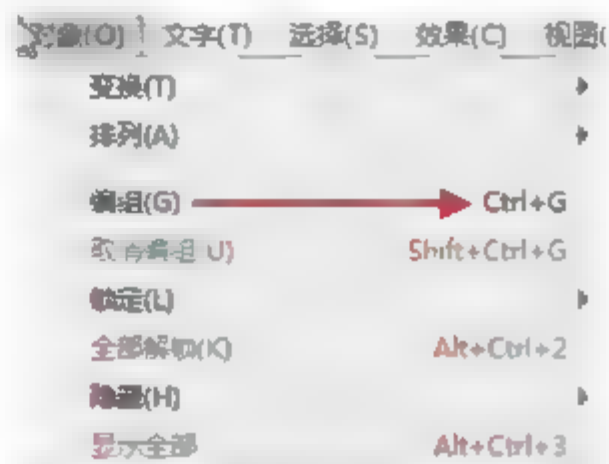 对象(O) 文字(T) 选择(S) 效果(C) 视图(
变换(T)
排列(A)
编组(G) Ctrl+G
取消编组(U) Shift+Ctrl+G
锁定(L)
全部解锁(K) Alt+Ctrl+2
隐藏(H)
显示全部 Alt+Ctrl+3